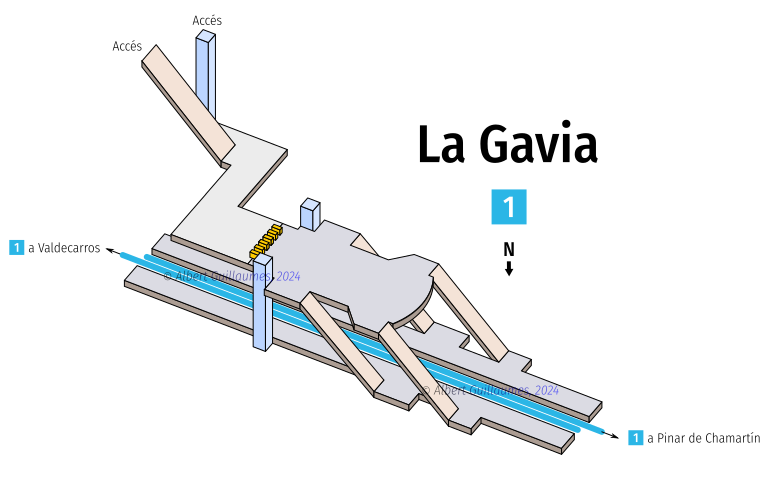 Accés
Accés
La Gavia
1
N
1 a Valdecarros
© Albert Guillaumes, 2024
© Albert Guillaumes, 2024
1 a Pinar de Chamartín